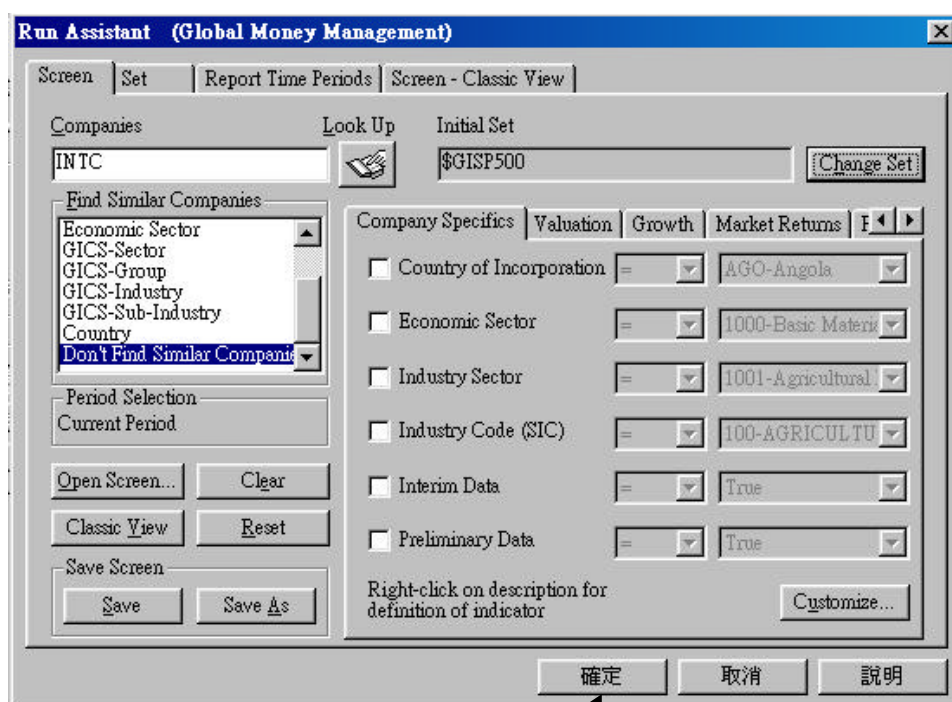 Run Assistant (Global Money Management)
Screen Set Report Time Periods Screen - Classic View
Companies Look Up Initial Set
INTC $GISP500 Change Set
Find Similar Companies
Economic Sector
GICS-Sector
GICS-Group
GICS-Industry
GICS-Sub-Industry
Country
Don't Find Similar Companie
Period Selection
Current Period
Open Screen... Clear
Classic View Reset
Save Screen
Save Save As
Company Specifics Valuation Growth Market Returns
Country of Incorporation = AGO-Angola
Economic Sector = 1000-Basic Materia
Industry Sector = 1001-Agricultural
Industry Code (SIC) = 100-AGRICULTU
Interim Data = True
Preliminary Data = True
Right-click on description for
definition of indicator
Customize...
確定 取消 說明